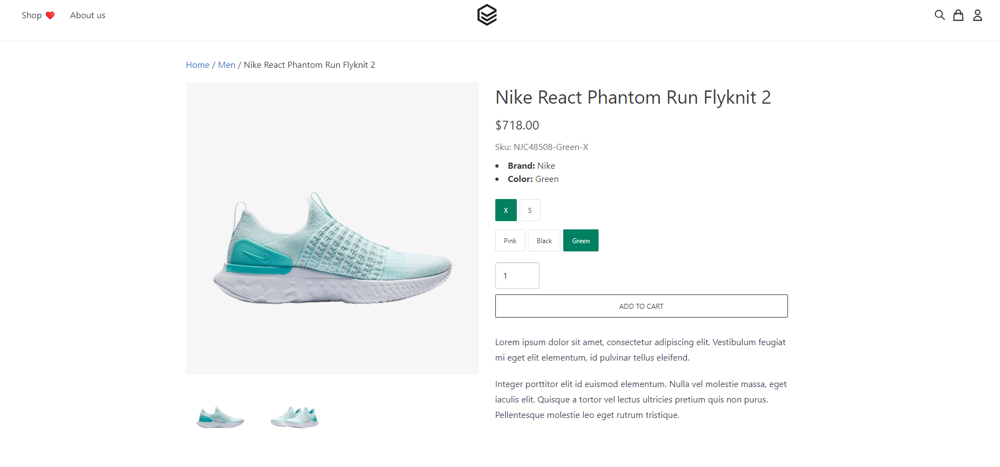 Shop ❤️ About us
Home / Men / Nike React Phantom Run Flyknit 2
Nike React Phantom Run Flyknit 2
$718.00
Sku: NJC48508-Green-X
Brand: Nike
Color: Green
X S
Pink Black Green
1
ADD TO CART
Lorem ipsum dolor sit amet, consectetur adipiscing elit. Vestibulum feugiat
mi eget elit elementum, id pulvinar tellus eleifend.
Integer porttitor elit id euismod elementum. Nulla vel molestie massa, eget
iaculis elit. Quisque a tortor vel lectus ultricies pretium quis non purus.
Pellentesque molestie leo eget rutrum tristique.